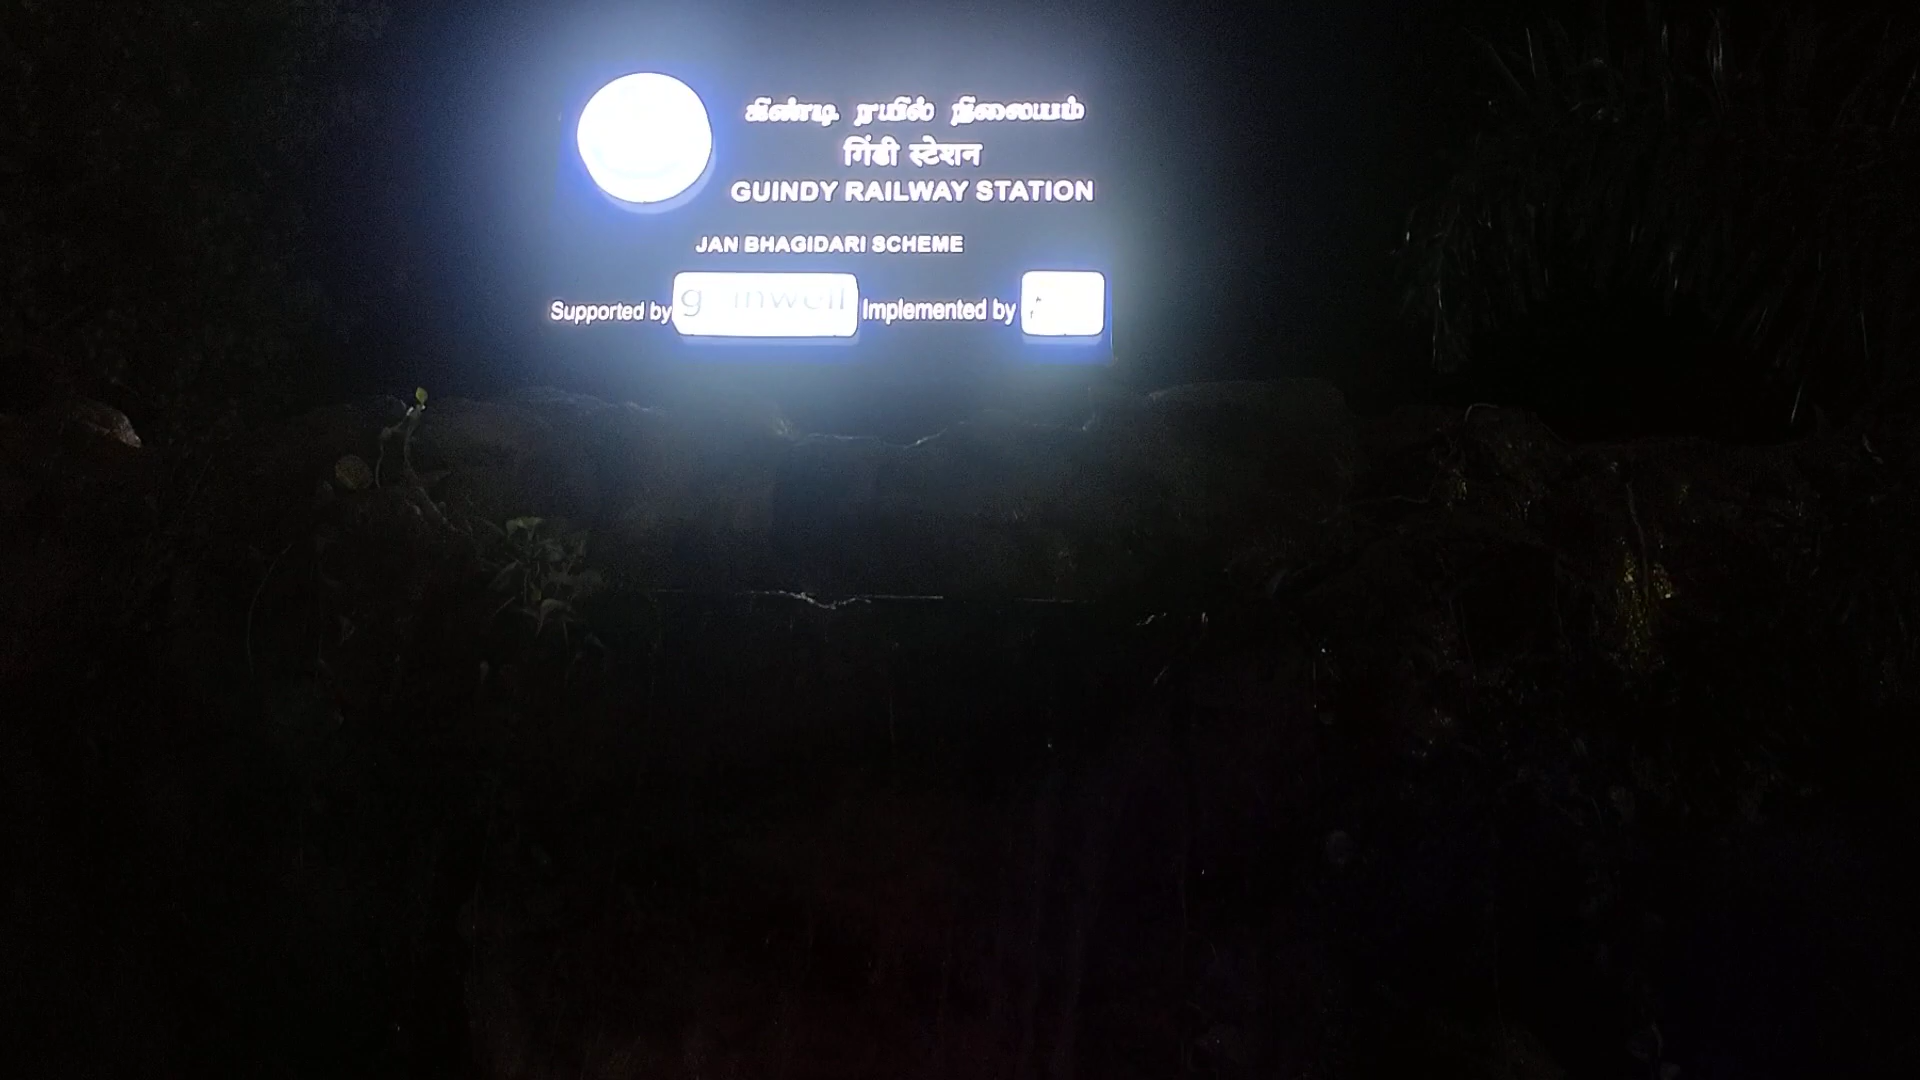 கிண்டி ரயில் நிலையம்
गिंडी स्टेशन
GUINDY RAILWAY STATION
JAN BHAGIDARI SCHEME
Supported by Implemented by